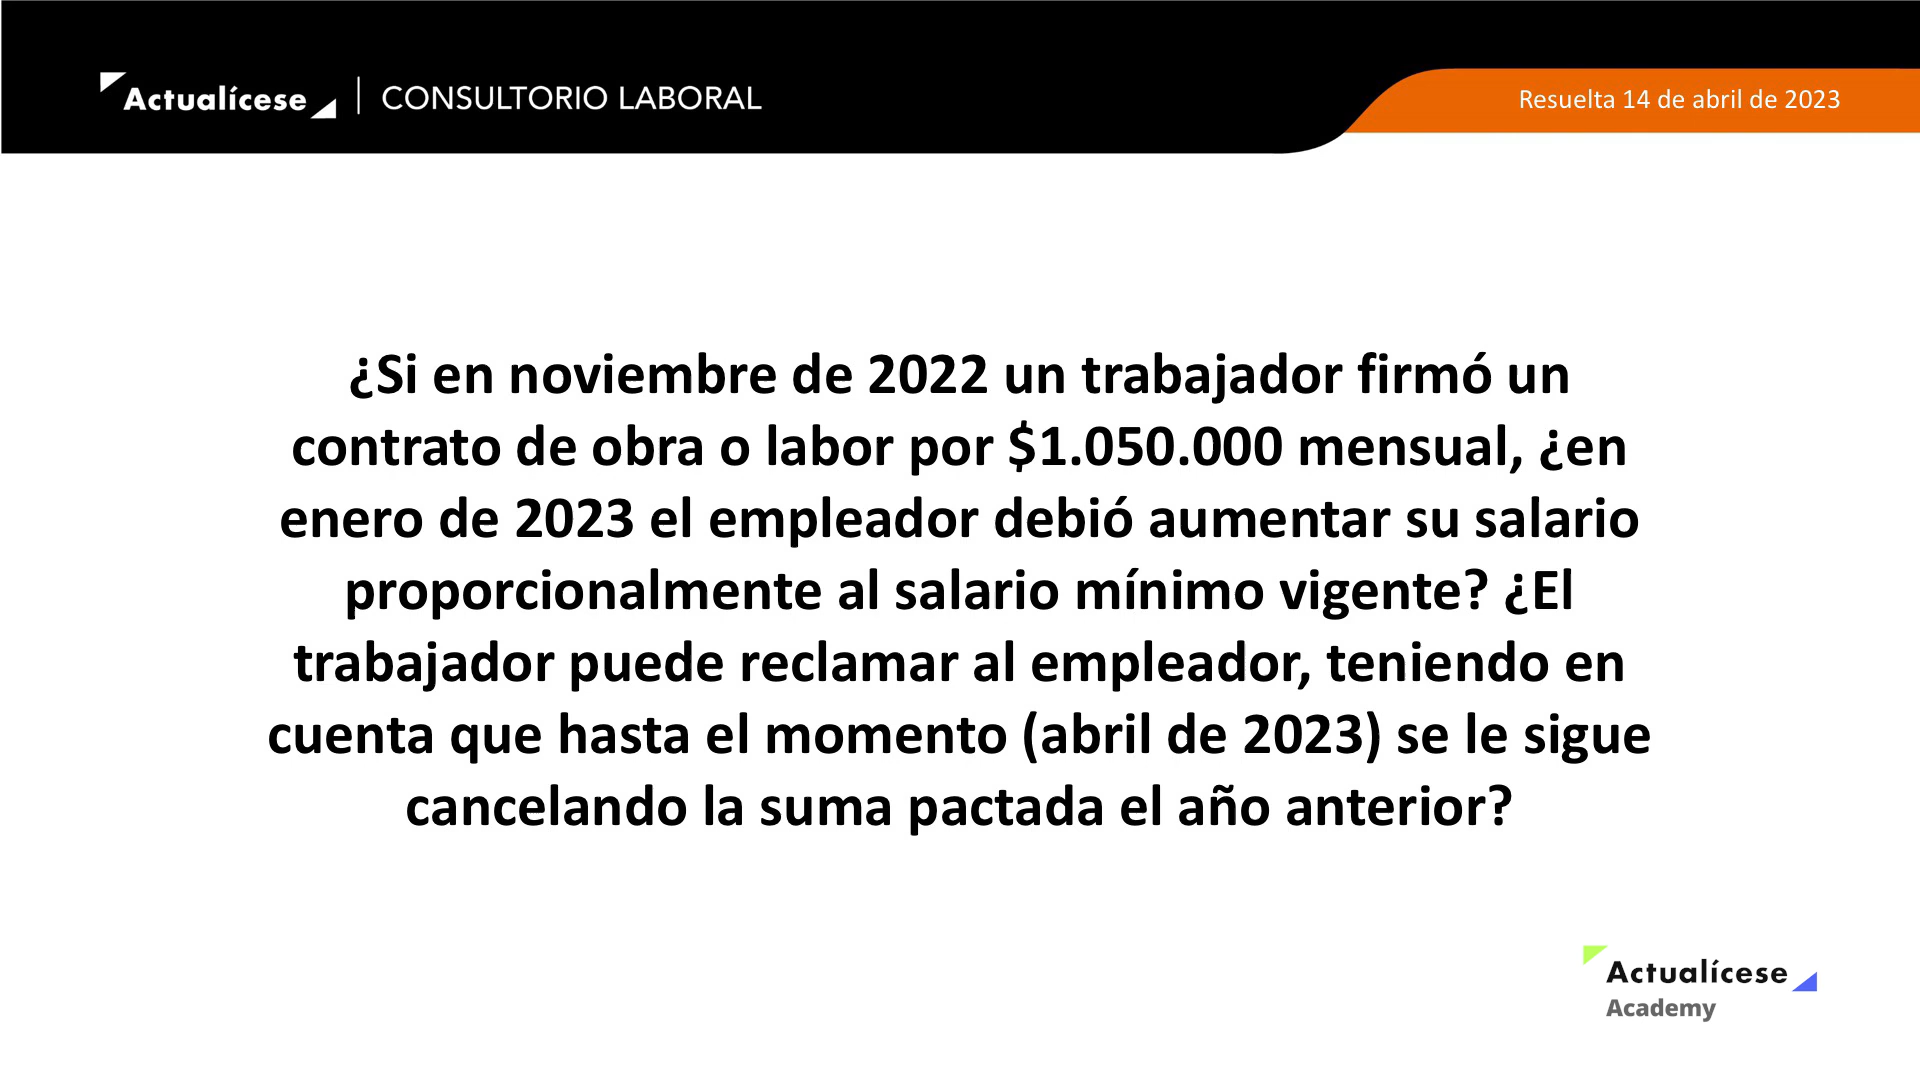 Actualícese | CONSULTORIO LABORAL
Resuelta 14 de abril de 2023
¿Si en noviembre de 2022 un trabajador firmó un
contrato de obra o labor por $1.050.000 mensual, ¿en
enero de 2023 el empleador debió aumentar su salario
proporcionalmente al salario mínimo vigente? ¿El
trabajador puede reclamar al empleador, teniendo en
cuenta que hasta el momento (abril de 2023) se le sigue
cancelando la suma pactada el año anterior?
Actualícese
Academy